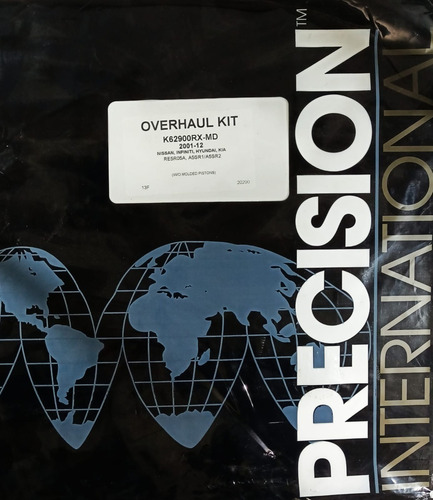 OVERHAUL KIT
K62900RX-MD
2001-12
NISSAN, INFINITI, HYUNDAI, KIA
RE5R05A, A5SR1/A5SR2
(W/O MOLDED PISTONS)
PRECISION™
INTERNATIONAL